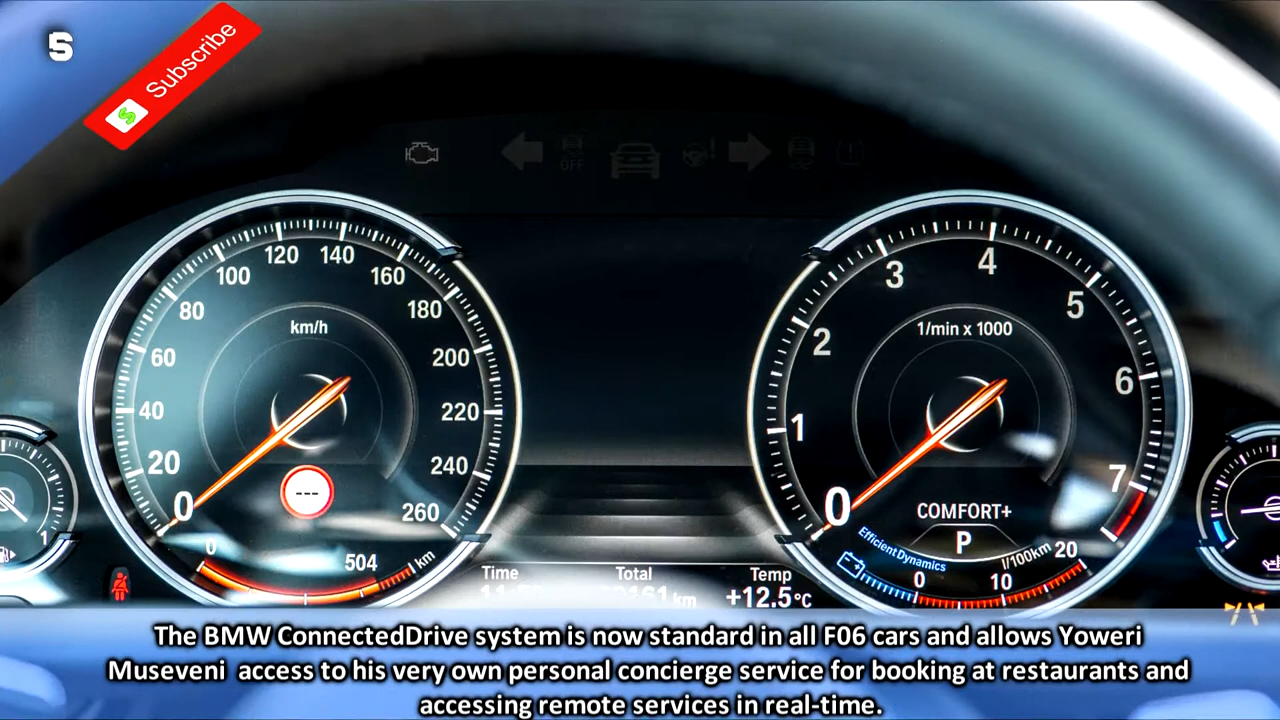 S
Subscribe
OFF
120 140
100 160
80 180
60 200
40 220
20 240
0 260
km/h
---
0 504 km
4
3 5
2 6
1 7
0
1/min x 1000
COMFORT+
P
EfficientDynamics
0 10 20
l/100km
1
Time Total Temp
km +12.5°C
The BMW ConnectedDrive system is now standard in all F06 cars and allows Yoweri
Museveni access to his very own personal concierge service for booking at restaurants and
accessing remote services in real-time.